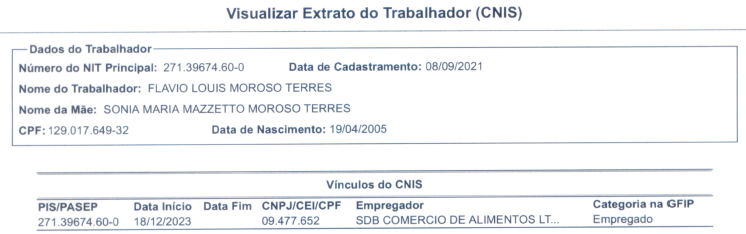 Visualizar Extrato do Trabalhador (CNIS)
Dados do Trabalhador
Número do NIT Principal: 271.39674.60-0 Data de Cadastramento: 08/09/2021
Nome do Trabalhador: FLAVIO LOUIS MOROSO TERRES
Nome da Mãe: SONIA MARIA MAZZETTO MOROSO TERRES
CPF: 129.017.649-32 Data de Nascimento: 19/04/2005
Vínculos do CNIS
PIS/PASEP Data Início Data Fim CNPJ/CEI/CPF Empregador Categoria na GFIP
271.39674.60-0 18/12/2023 09.477.652 SDB COMERCIO DE ALIMENTOS LT... Empregado